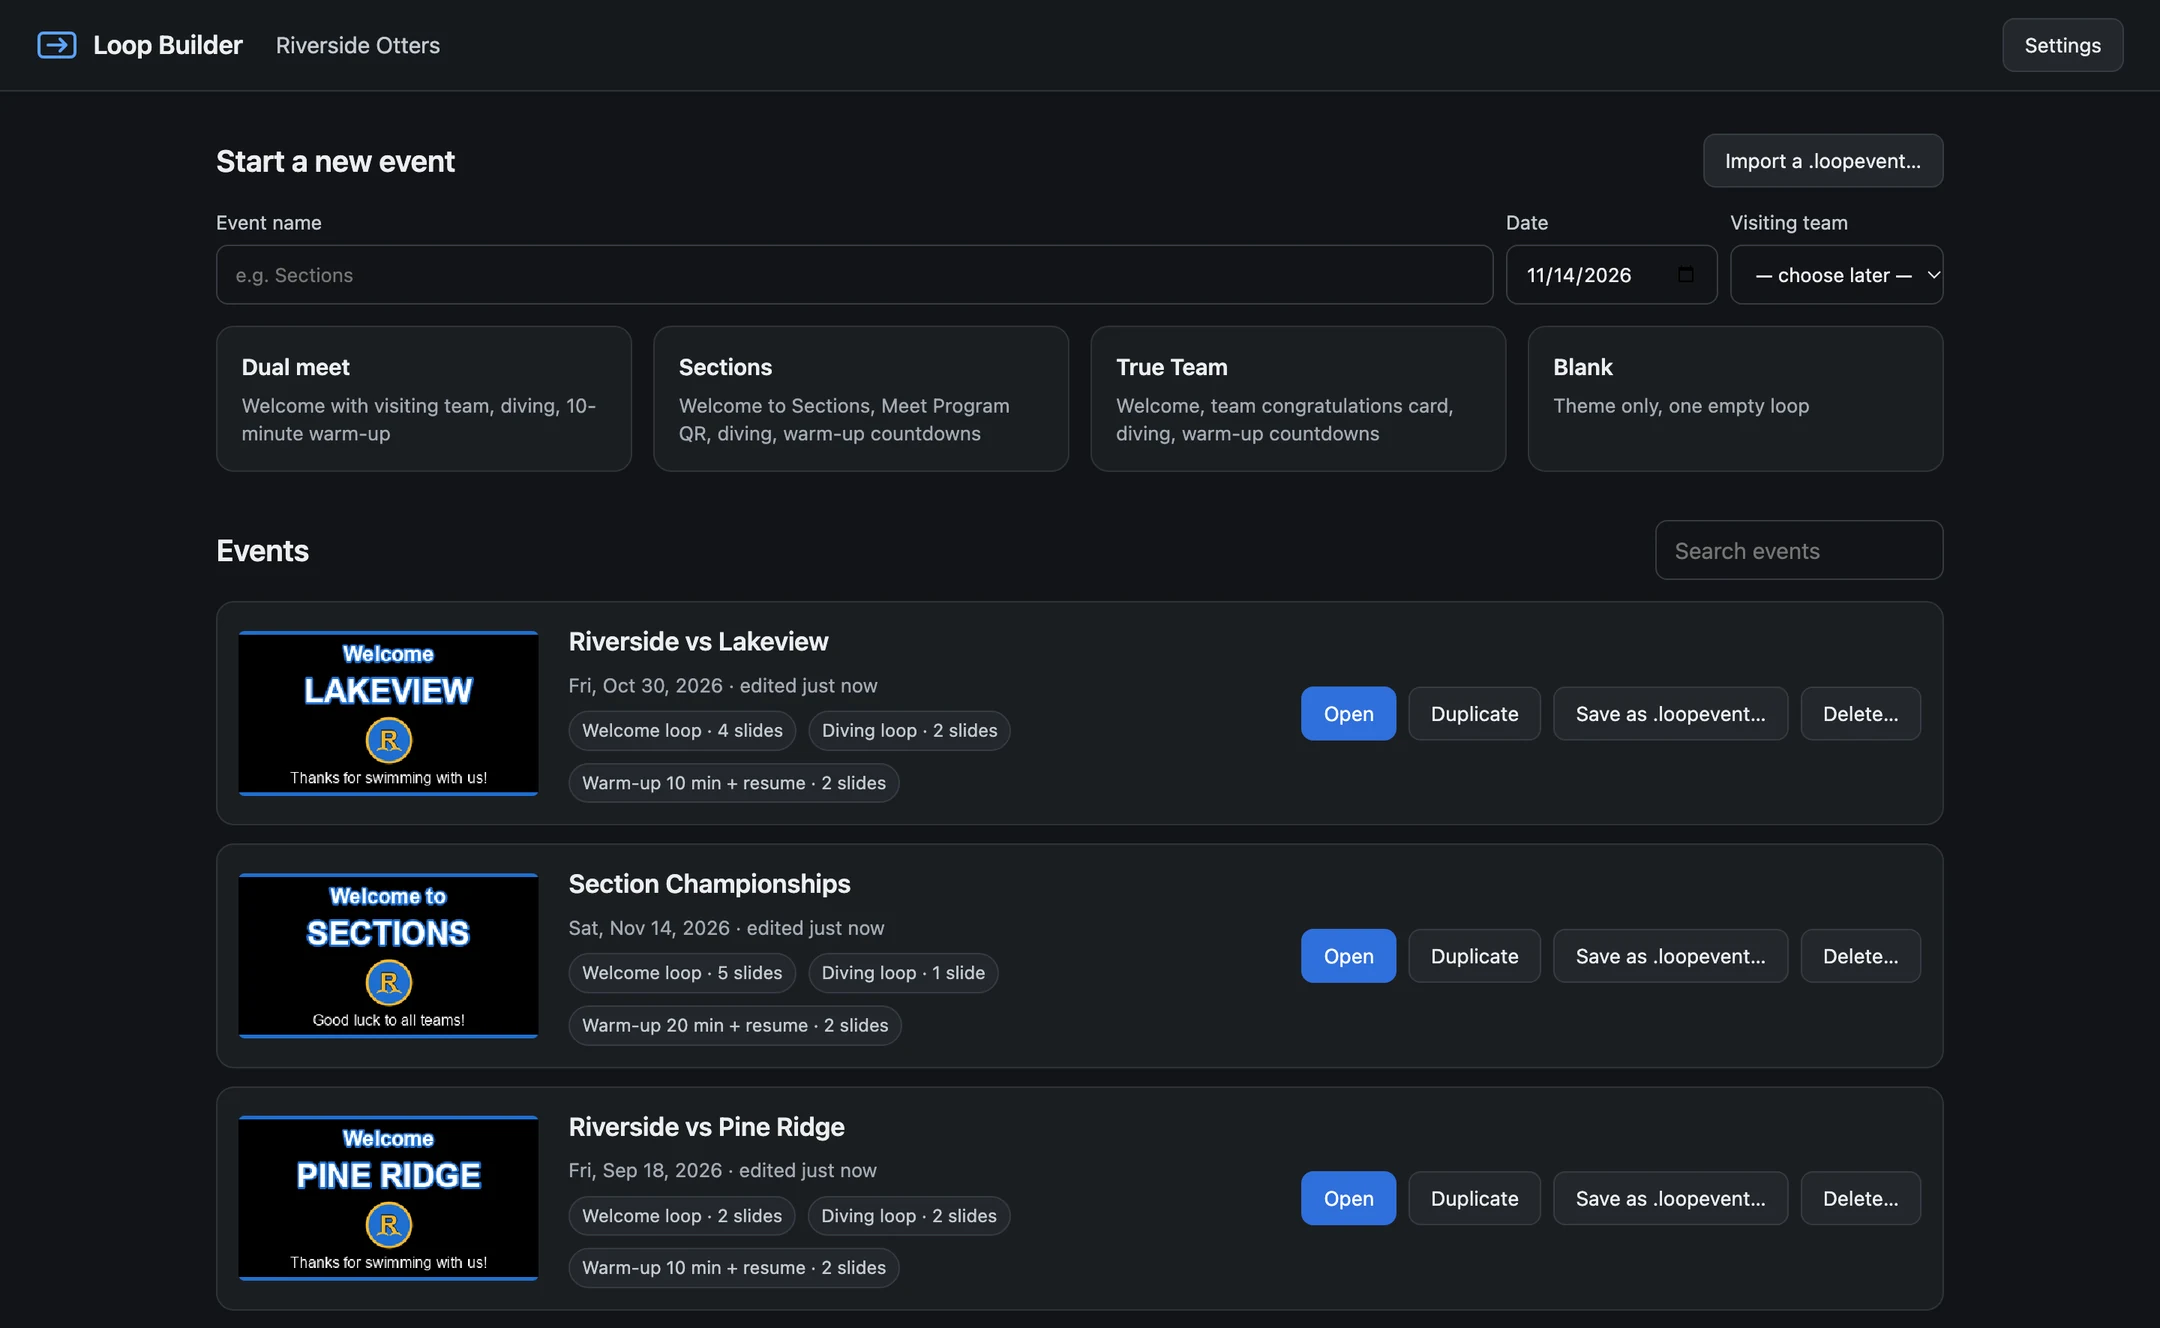 Loop Builder
Riverside Otters
Settings
Start a new event
Import a .loopevent...
Event name
Date
Visiting team
e.g. Sections
11/14/2026
— choose later —
Dual meet
Welcome with visiting team, diving, 10-
minute warm-up
Sections
Welcome to Sections, Meet Program
QR, diving, warm-up countdowns
True Team
Welcome, team congratulations card,
diving, warm-up countdowns
Blank
Theme only, one empty loop
Events
Search events
Welcome
LAKEVIEW
R
Thanks for swimming with us!
Riverside vs Lakeview
Fri, Oct 30, 2026 · edited just now
Welcome loop · 4 slides
Diving loop · 2 slides
Warm-up 10 min + resume · 2 slides
Open
Duplicate
Save as .loopevent...
Delete...
Welcome to
SECTIONS
R
Good luck to all teams!
Section Championships
Sat, Nov 14, 2026 · edited just now
Welcome loop · 5 slides
Diving loop · 1 slide
Warm-up 20 min + resume · 2 slides
Open
Duplicate
Save as .loopevent...
Delete...
Welcome
PINE RIDGE
R
Thanks for swimming with us!
Riverside vs Pine Ridge
Fri, Sep 18, 2026 · edited just now
Welcome loop · 2 slides
Diving loop · 2 slides
Warm-up 10 min + resume · 2 slides
Open
Duplicate
Save as .loopevent...
Delete...